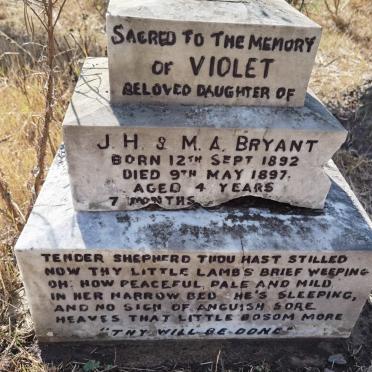 SACRED TO THE MEMORY
OF VIOLET
BELOVED DAUGHTER OF
J. H. & M. A. BRYANT
BORN 12TH SEPT 1892
DIED 9TH MAY 1897.
AGED 4 YEARS
7 MONTHS
TENDER SHEPHERD THOU HAST STILLED
NOW THY LITTLE LAMB'S BRIEF WEEPING
OH: HOW PEACEFUL, PALE AND MILD,
IN HER NARROW BED HE'S SLEEPING,
AND NO SIGN OF ANGUISH SORE
HEAVES THAT LITTLE BOSOM MORE
"THY WILL BE DONE"